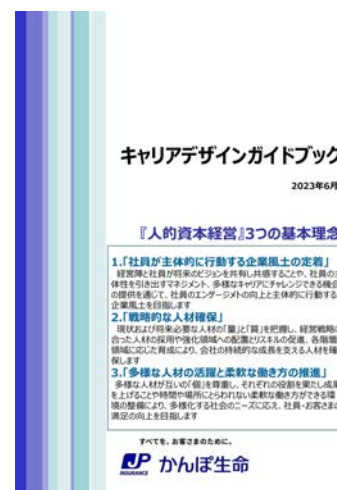 キャリアデザインガイドブック
2023年6月
『人的資本経営』3つの基本理念
1.「社員が主体的に行動する企業風土の定着」
経営陣と社員が将来のビジョンを共有し共感することや、社員の主
体性を引き出すマネジメント、多様なキャリアにチャレンジできる機会
の提供を通じて、社員のエンゲージメントの向上と主体的に行動する
企業風土を目指します
2.「戦略的な人材確保」
現状および将来必要な人材の「量」と「質」を把握し、経営戦略に
合った人材の採用や強化領域への配置とリスキルの促進、各階層
領域に応じた育成により、会社の持続的な成長を支える人材を確
保します
3.「多様な人材の活躍と柔軟な働き方の推進」
多様な人材が互いの「個」を尊重し、それぞれの役割を果たし成果
を上げることや時間や場所にとらわれない柔軟な働き方ができる環
境の整備により、多様化する社会のニーズに応え、社員・お客さまの
満足の向上を目指します
すべてを、お客さまのために。
JP
INSURANCE
かんぽ生命